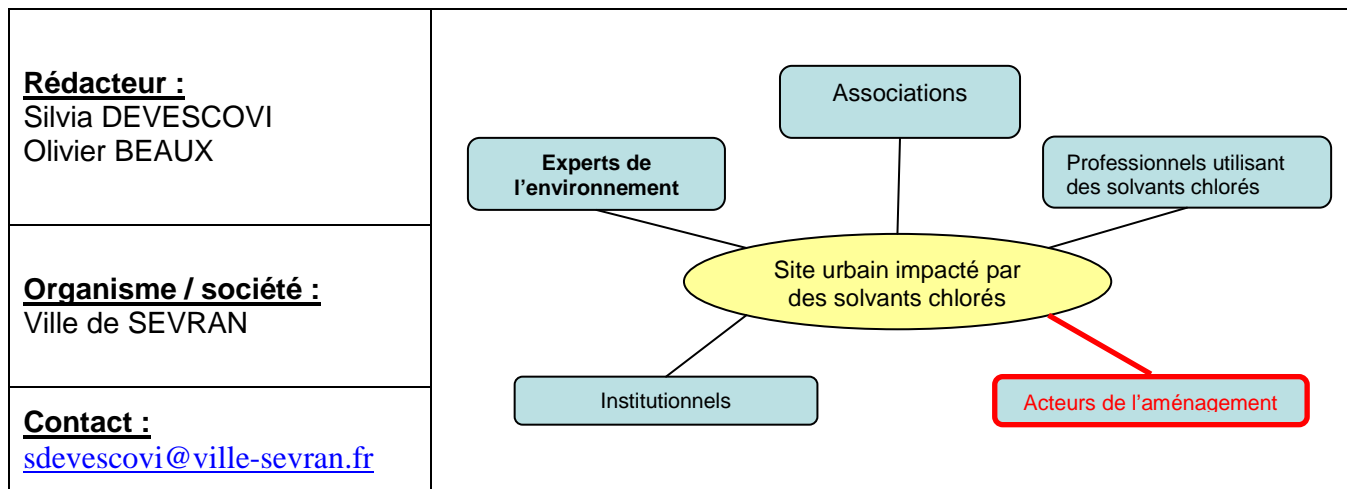 Rédacteur :
Silvia DEVESCOVI
Olivier BEAUX
Organisme / société :
Ville de SEVRAN
Contact :
sdevescovi@ville-sevran.fr
Associations
Experts de
l'environnement
Professionnels utilisant
des solvants chlorés
Site urbain impacté par
des solvants chlorés
Institutionnels
Acteurs de l'aménagement